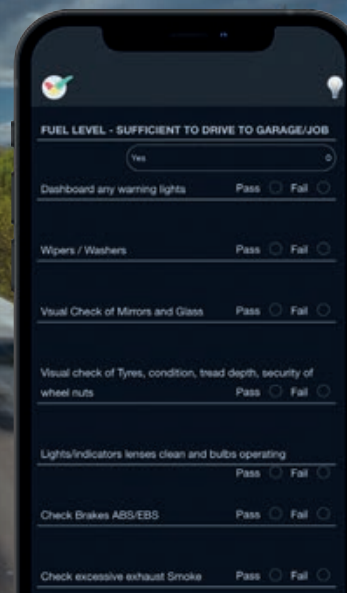 FUEL LEVEL - SUFFICIENT TO DRIVE TO GARAGE/JOB
Yes
Dashboard any warning lights Pass Fail
Wipers / Washers Pass Fail
Visual Check of Mirrors and Glass Pass Fail
Visual check of Tyres, condition, tread depth, security of
wheel nuts Pass Fail
Lights/indicators lenses clean and bulbs operating
Pass Fail
Check Brakes ABS/EBS Pass Fail
Check excessive exhaust Smoke Pass Fail